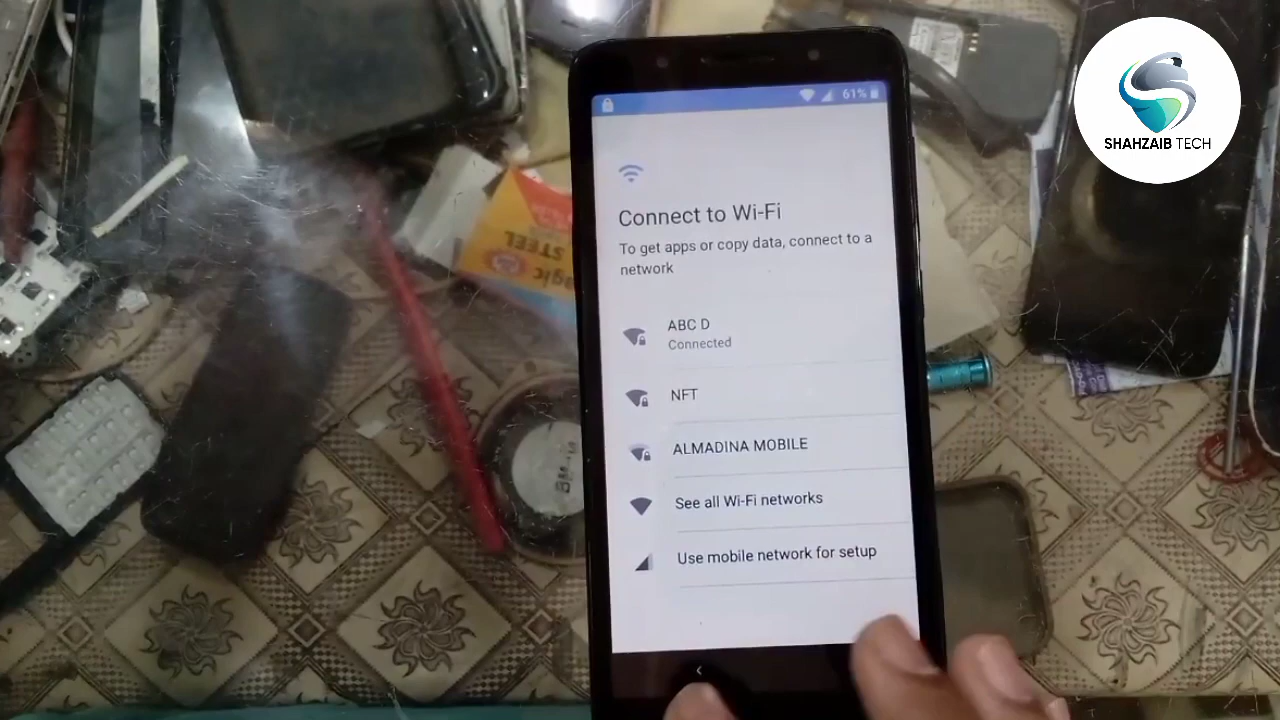 61%
Connect to Wi-Fi
To get apps or copy data, connect to a
network
ABC D
Connected
NFT
ALMADINA MOBILE
See all Wi-Fi networks
Use mobile network for setup
SHAHZAIB TECH
STEEL
Magic